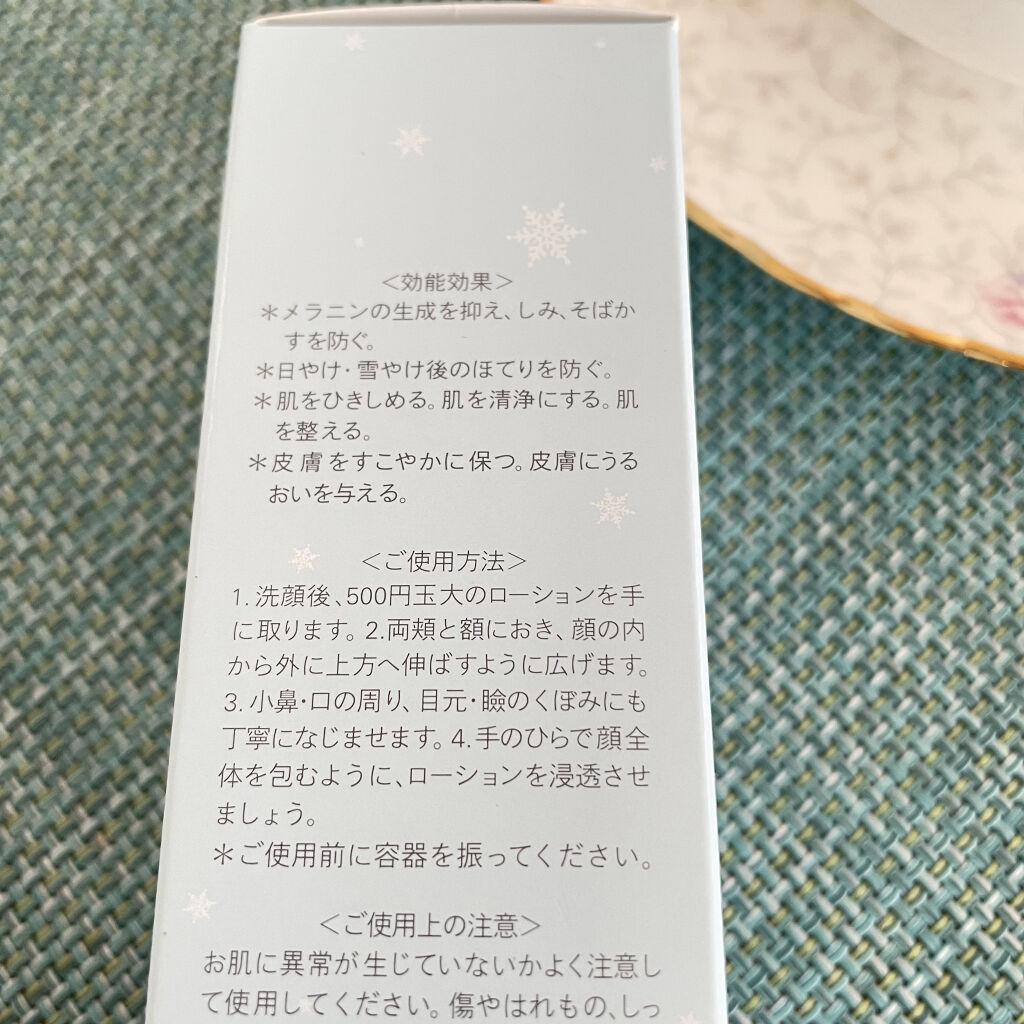 ＜効能効果＞
＊メラニンの生成を抑え、しみ、そばか
すを防ぐ。
＊日やけ・雪やけ後のほてりを防ぐ。
＊肌をひきしめる。肌を清浄にする。肌
を整える。
＊皮膚をすこやかに保つ。皮膚にうる
おいを与える。
＜ご使用方法＞
1. 洗顔後、500円玉大のローションを手
に取ります。2.両頬と額におき、顔の内
から外に上方へ伸ばすように広げます。
3. 小鼻・口の周り、目元・瞼のくぼみにも
丁寧になじませます。4.手のひらで顔全
体を包むように、ローションを浸透させ
ましょう。
＊ご使用前に容器を振ってください。
＜ご使用上の注意＞
お肌に異常が生じていないかよく注意し
て使用してください。傷やはれもの、しっ